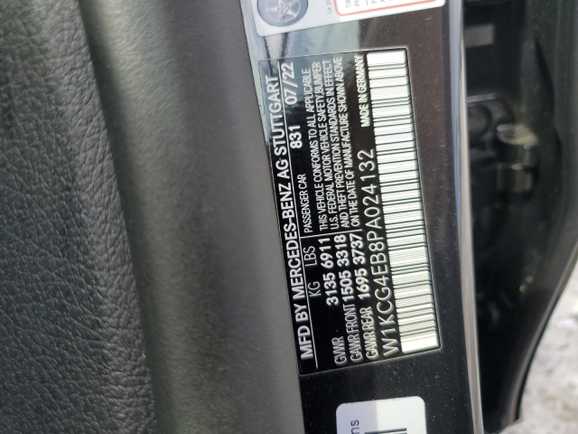 MFD BY MERCEDES-BENZ AG STUTTGART
PASSENGER CAR 831 07/22
KG LBS
GVWR 3135 6911
GAWR FRONT 1505 3318
GAWR REAR 1695 3737
THIS VEHICLE CONFORMS TO ALL APPLICABLE
U.S. FEDERAL MOTOR VEHICLE SAFETY, BUMPER
AND THEFT PREVENTION STANDARDS IN EFFECT
ON THE DATE OF MANUFACTURE SHOWN ABOVE
MADE IN GERMANY
W1KCG4EB8PA024132
ns